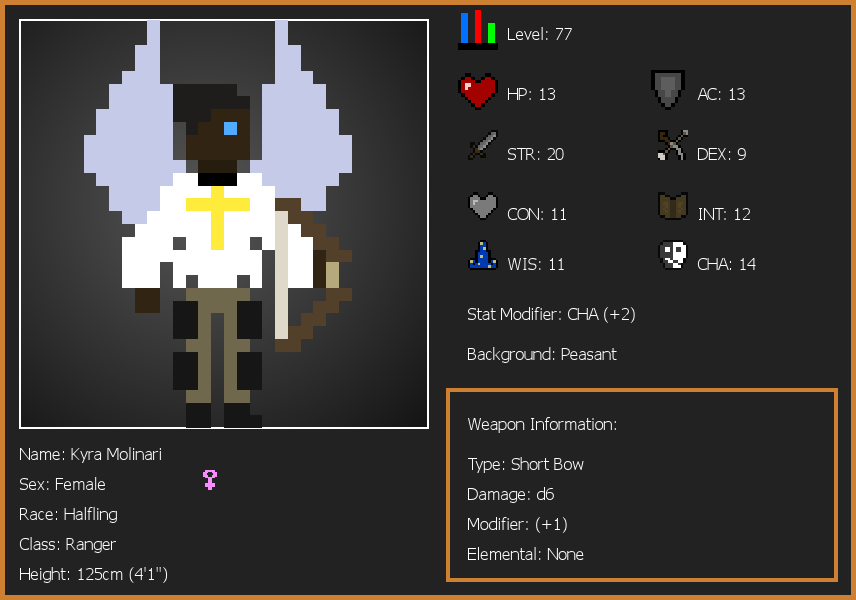 Level: 77
HP: 13
AC: 13
STR: 20
DEX: 9
CON: 11
INT: 12
WIS: 11
CHA: 14
Stat Modifier: CHA (+2)
Background: Peasant
Weapon Information:
Type: Short Bow
Damage: d6
Modifier: (+1)
Elemental: None
Name: Kyra Molinari
Sex: Female
Race: Halfling
Class: Ranger
Height: 125cm (4'1")